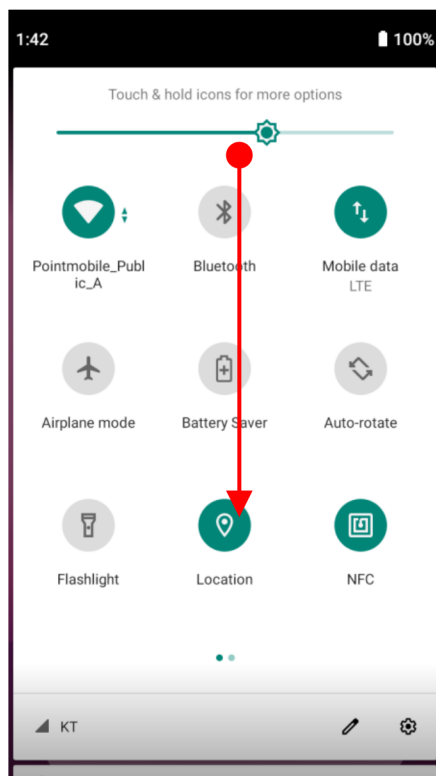 1:42
100%
Touch & hold icons for more options
Pointmobile_Publ
ic_A
Bluetooth
Mobile data
LTE
Airplane mode
Battery Saver
Auto-rotate
Flashlight
Location
NFC
KT